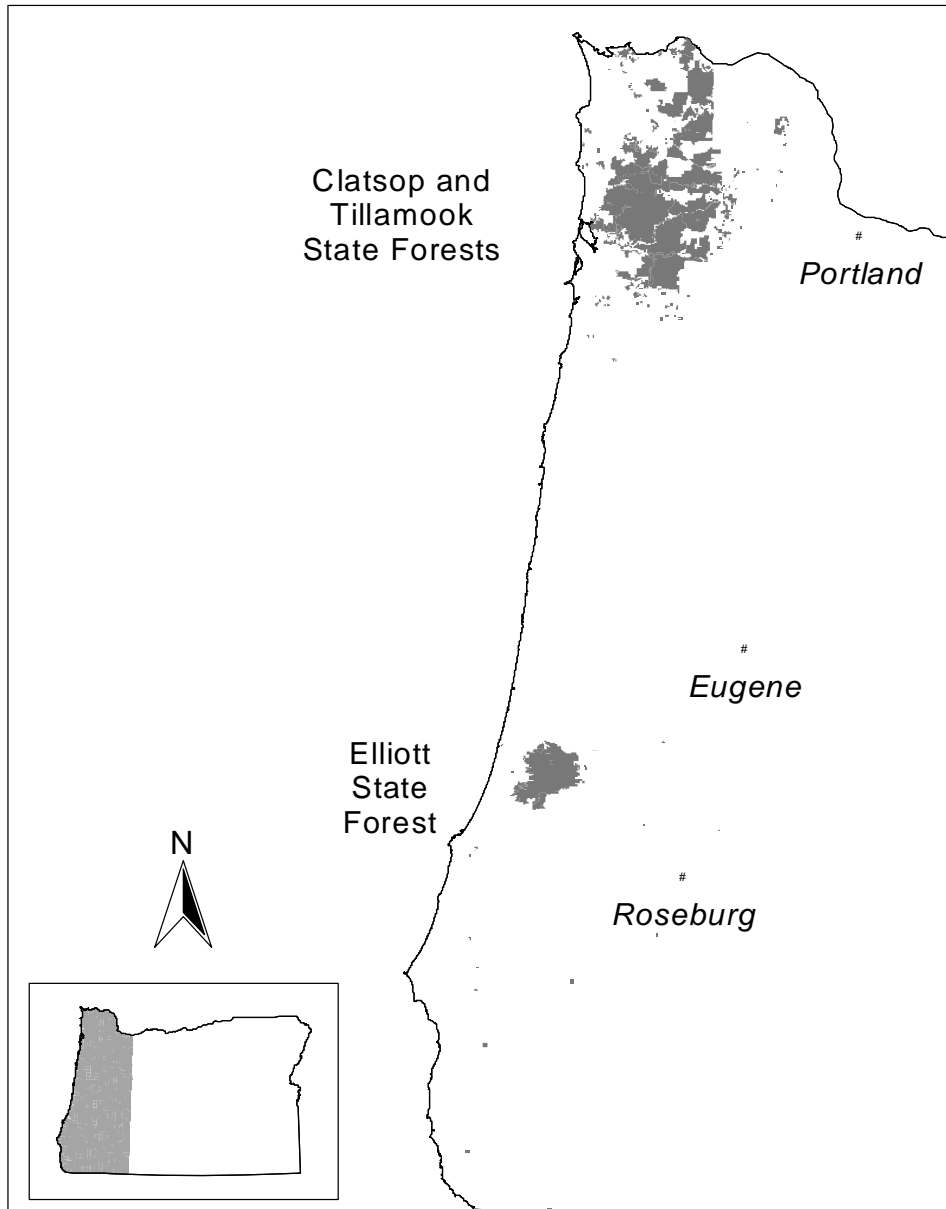 Clatsop and
Tillamook
State Forests
#
Portland
#
Eugene
Elliott
State
Forest
N
#
Roseburg